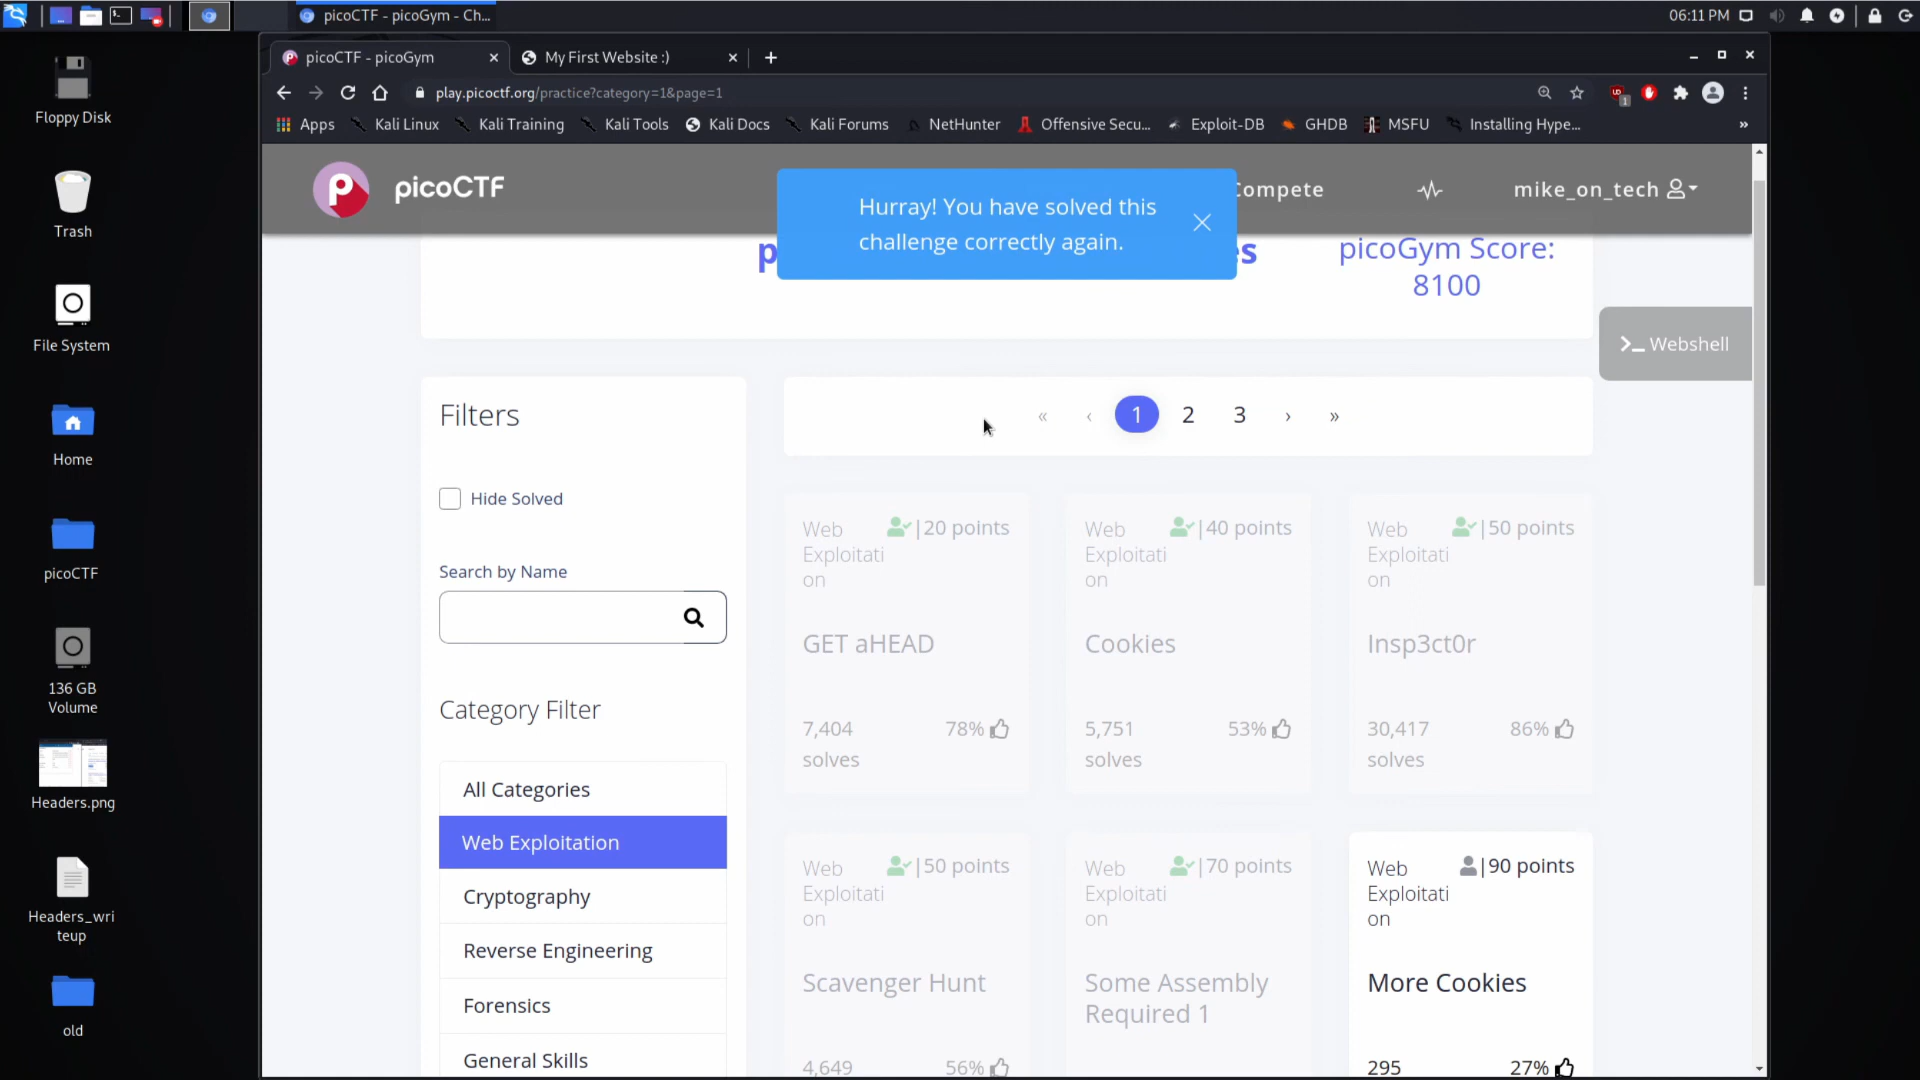 picoCTF - picoGym - Ch...
06:11 PM
picoCTF - picoGym
My First Website :)
play.picoctf.org/practice?category=1&page=1
Apps
Kali Linux
Kali Training
Kali Tools
Kali Docs
Kali Forums
NetHunter
Offensive Secu...
Exploit-DB
GHDB
MSFU
Installing Hype...
»
Floppy Disk
Trash
File System
Home
picoCTF
136 GB
Volume
Headers.png
Headers_wri
teup
old
picoCTF
Compete
mike_on_tech
Hurray! You have solved this
challenge correctly again.
picoGym Score:
8100
>_ Webshell
Filters
Hide Solved
Search by Name
Category Filter
All Categories
Web Exploitation
Cryptography
Reverse Engineering
Forensics
General Skills
« ‹ 1 2 3 › »
Web
Exploitati
on
|20 points
GET aHEAD
7,404
solves
78%
Web
Exploitati
on
|40 points
Cookies
5,751
solves
53%
Web
Exploitati
on
|50 points
Insp3ct0r
30,417
solves
86%
Web
Exploitati
on
|50 points
Scavenger Hunt
4,649
56%
Web
Exploitati
on
|70 points
Some Assembly
Required 1
Web
Exploitati
on
|90 points
More Cookies
295
27%